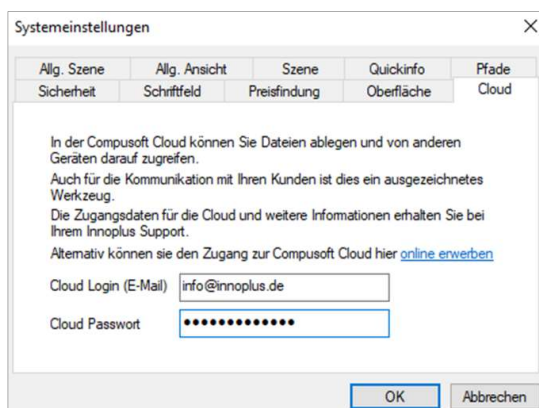 Systemeinstellungen
Allg. Szene Allg. Ansicht Szene Quickinfo Pfade
Sicherheit Schriftfeld Preisfindung Oberfläche Cloud
In der Compusoft Cloud können Sie Dateien ablegen und von anderen
Geräten darauf zugreifen.
Auch für die Kommunikation mit Ihren Kunden ist dies ein ausgezeichnetes
Werkzeug.
Die Zugangsdaten für die Cloud und weitere Informationen erhalten Sie bei
Ihrem Innoplus Support.
Alternativ können sie den Zugang zur Compusoft Cloud hier online erwerben
Cloud Login (E-Mail) info@innoplus.de
Cloud Passwort •••••••••••••
OK Abbrechen